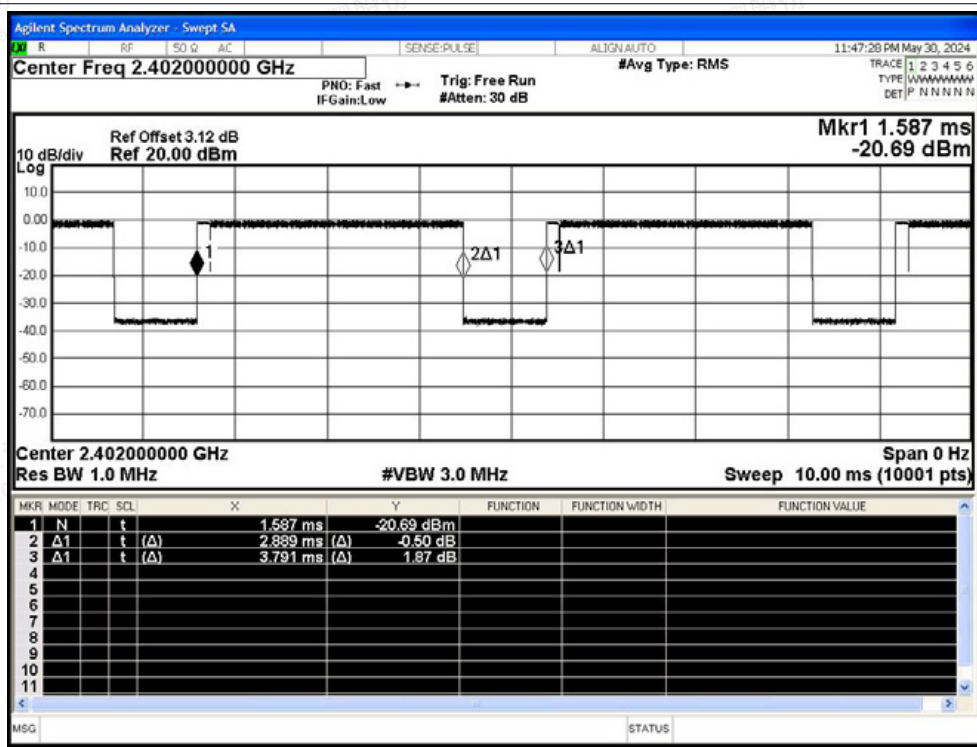 Agilent Spectrum Analyzer - Swept SA
LXI R RF 50 Ω AC SENSE:PULSE ALIGNAUTO 11:47:28 PM May 30, 2024
Center Freq 2.402000000 GHz #Avg Type: RMS TRACE 1 2 3 4 5 6
PNO: Fast Trig: Free Run TYPE WWWWWW
IFGain:Low #Atten: 30 dB DET P N N N N N
Mkr1 1.587 ms
-20.69 dBm
Ref Offset 3.12 dB
10 dB/div Ref 20.00 dBm
Log
10.0
0.00
-10.0
-20.0
-30.0
-40.0
-50.0
-60.0
-70.0
1
2Δ1
3Δ1
Center 2.402000000 GHz Span 0 Hz
Res BW 1.0 MHz #VBW 3.0 MHz Sweep 10.00 ms (10001 pts)
MKR MODE TRC SCL X Y FUNCTION FUNCTION WIDTH FUNCTION VALUE
1 N t 1.587 ms -20.69 dBm
2 Δ1 t (Δ) 2.889 ms (Δ) -0.50 dB
3 Δ1 t (Δ) 3.791 ms (Δ) 1.87 dB
4
5
6
7
8
9
10
11
MSG STATUS